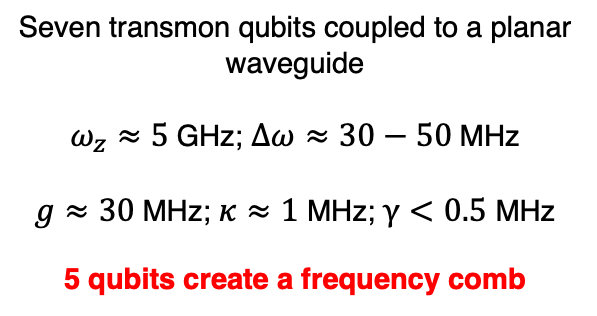 Seven transmon qubits coupled to a planar
waveguide
ω_z ≈ 5 GHz; Δω ≈ 30 − 50 MHz
g ≈ 30 MHz; κ ≈ 1 MHz; γ < 0.5 MHz
5 qubits create a frequency comb